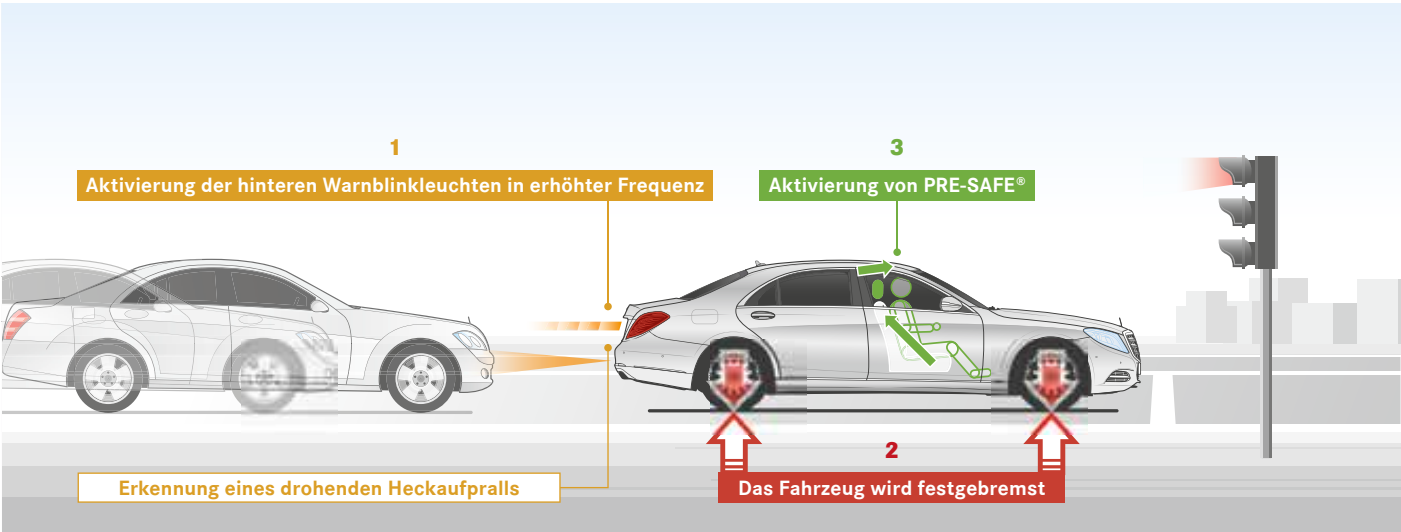 1
Aktivierung der hinteren Warnblinkleuchten in erhöhter Frequenz
3
Aktivierung von PRE-SAFE®
2
Erkennung eines drohenden Heckaufpralls
Das Fahrzeug wird festgebremst